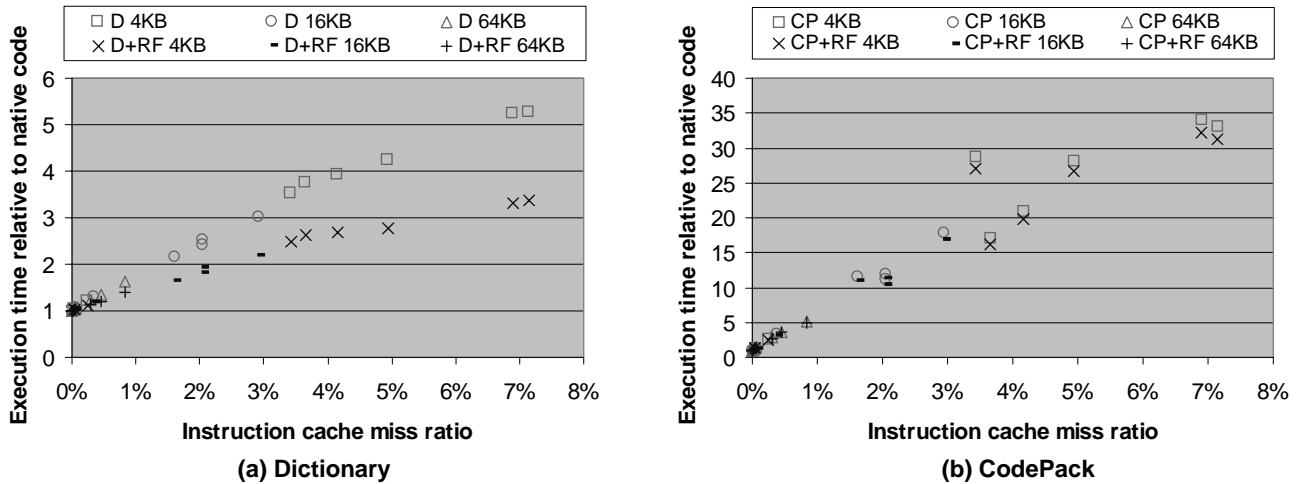 D 4KB D 16KB D 64KB
D+RF 4KB D+RF 16KB D+RF 64KB
Execution time relative to native code
6
5
4
3
2
1
0
0% 1% 2% 3% 4% 5% 6% 7% 8%
Instruction cache miss ratio
(a) Dictionary
CP 4KB CP 16KB CP 64KB
CP+RF 4KB CP+RF 16KB CP+RF 64KB
Execution time relative to native code
40
35
30
25
20
15
10
5
0
0% 1% 2% 3% 4% 5% 6% 7% 8%
Instruction cache miss ratio
(b) CodePack